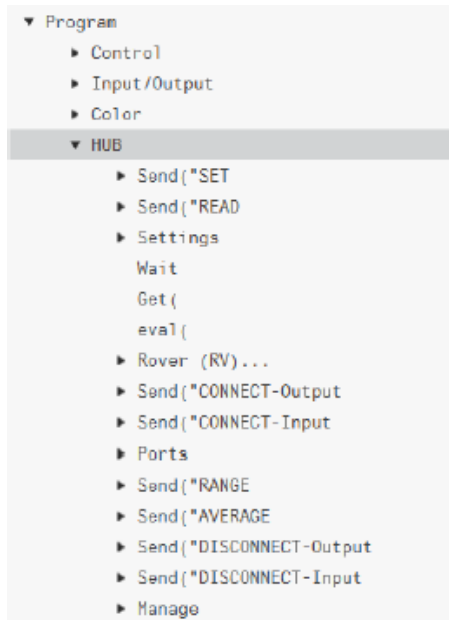 Program
Control
Input/Output
Color
HUB
Send("SET
Send("READ
Settings
Wait
Get(
eval(
Rover (RV)...
Send("CONNECT-Output
Send("CONNECT-Input
Ports
Send("RANGE
Send("AVERAGE
Send("DISCONNECT-Output
Send("DISCONNECT-Input
Manage